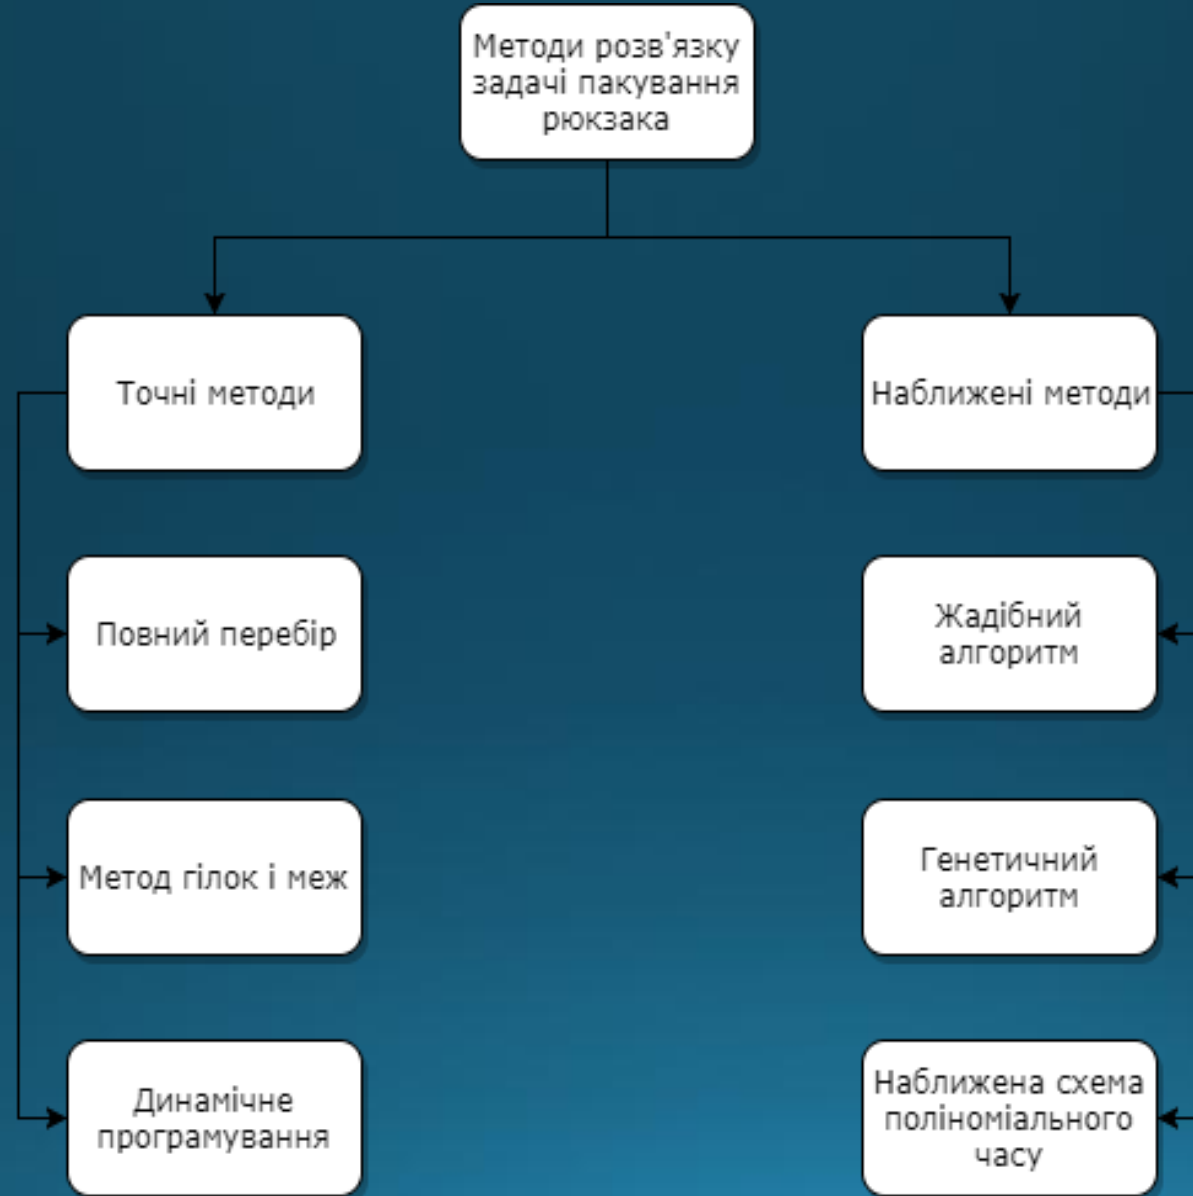 Методи розв'язку
задачі пакування
рюкзака
Точні методи
Наближені методи
Повний перебір
Жадібний
алгоритм
Метод гілок і меж
Генетичний
алгоритм
Динамічне
програмування
Наближена схема
поліноміального
часу